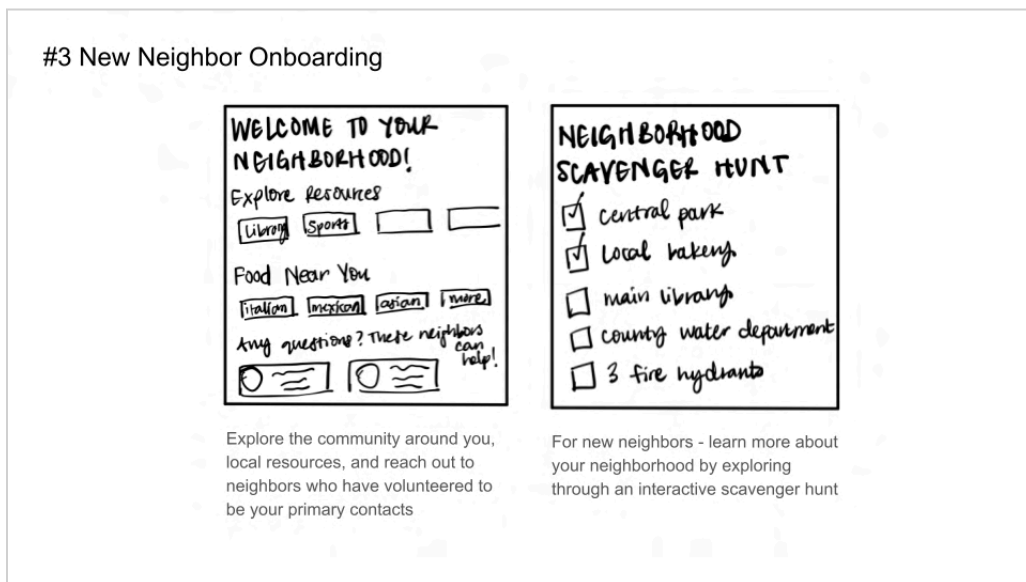 #3 New Neighbor Onboarding
WELCOME TO YOUR
NEIGHBORHOOD!
Explore Resources
Library Sports
Food Near You
italian mexican asian more
Any questions? These neighbors
can
help!
Explore the community around you,
local resources, and reach out to
neighbors who have volunteered to
be your primary contacts
NEIGHBORHOOD
SCAVENGER HUNT
central park
Local bakery
main library
county water department
3 fire hydrants
For new neighbors - learn more about
your neighborhood by exploring
through an interactive scavenger hunt